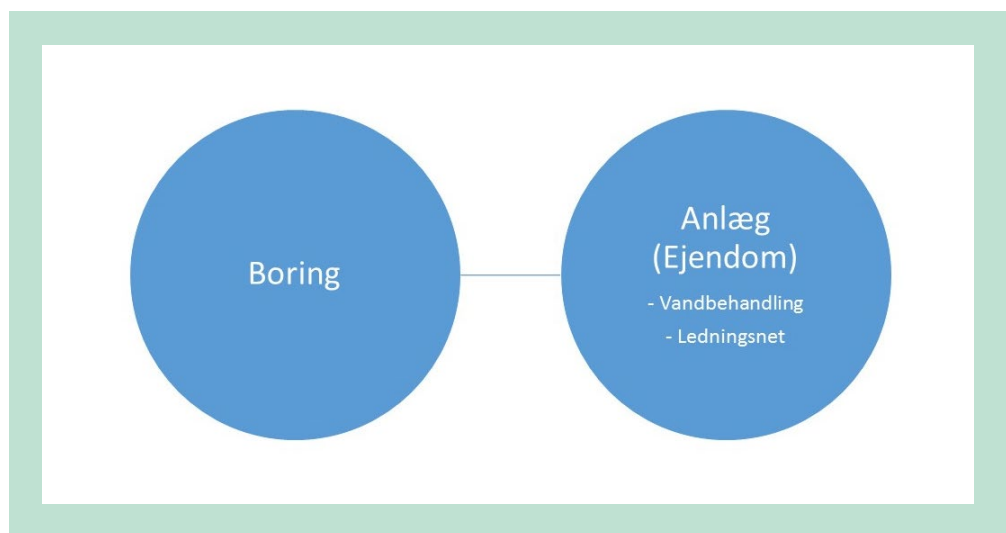 Boring
Anlæg
(Ejendom)
- Vandbehandling
- Ledningsnet